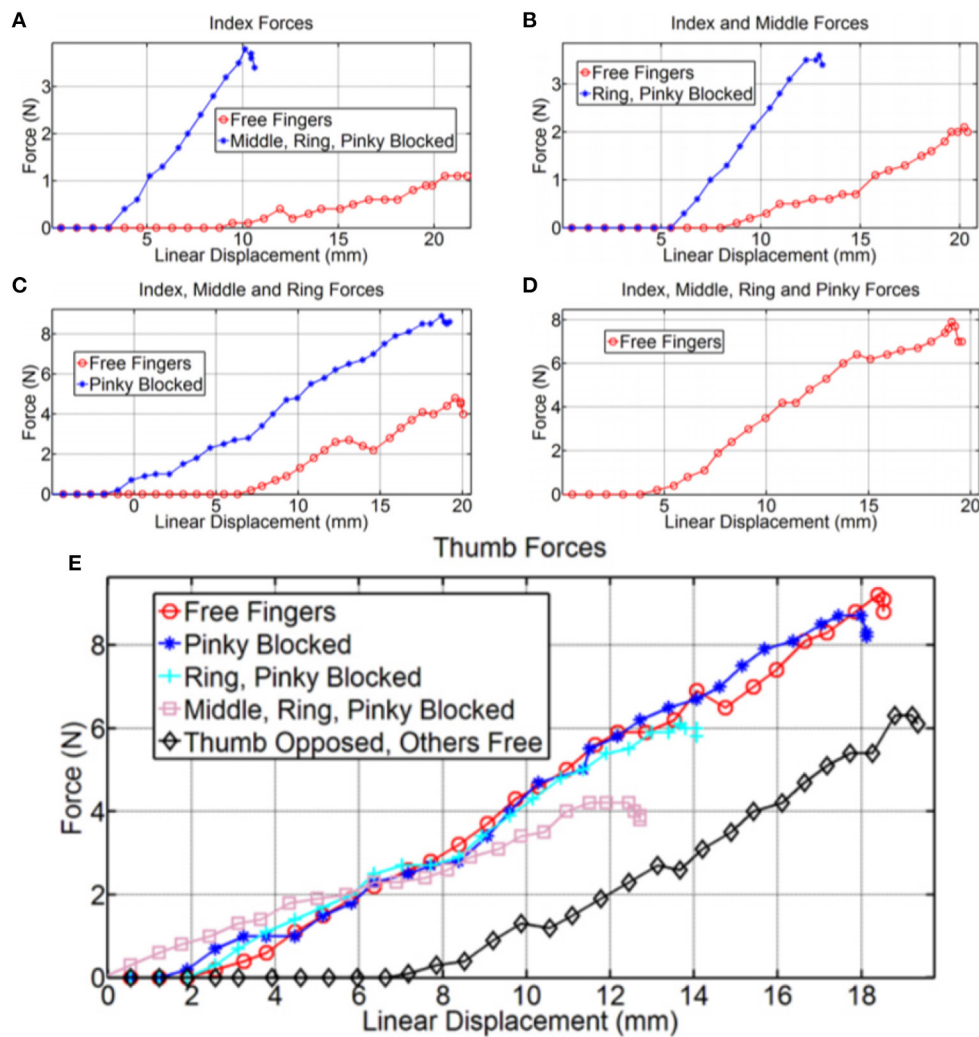 A
Index Forces
Force (N)
3
2
1
0
Free Fingers
Middle, Ring, Pinky Blocked
5 10 15 20
Linear Displacement (mm)
B
Index and Middle Forces
Force (N)
3
2
1
0
Free Fingers
Ring, Pinky Blocked
5 10 15 20
Linear Displacement (mm)
C
Index, Middle and Ring Forces
Force (N)
8
6
4
2
0
Free Fingers
Pinky Blocked
0 5 10 15 20
Linear Displacement (mm)
D
Index, Middle, Ring and Pinky Forces
Force (N)
8
6
4
2
0
Free Fingers
5 10 15 20
Linear Displacement (mm)
E
Thumb Forces
Force (N)
8
6
4
2
0
Free Fingers
Pinky Blocked
Ring, Pinky Blocked
Middle, Ring, Pinky Blocked
Thumb Opposed, Others Free
0 2 4 6 8 10 12 14 16 18
Linear Displacement (mm)